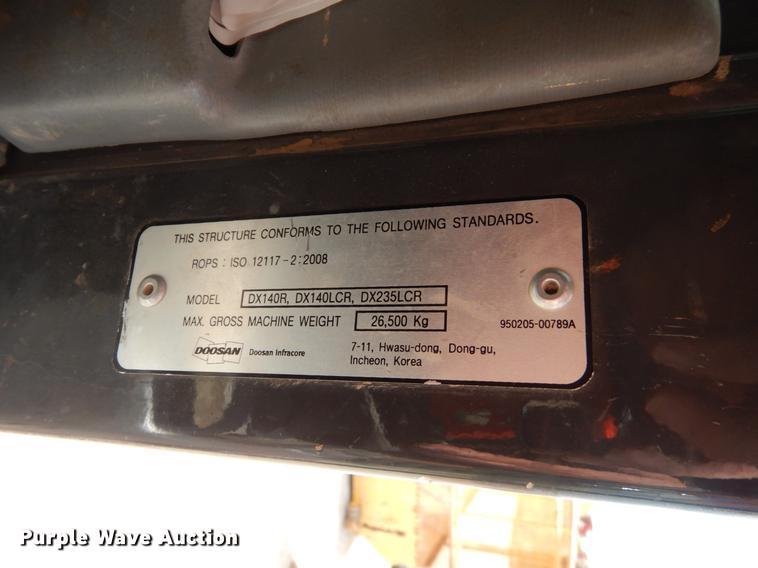 THIS STRUCTURE CONFORMS TO THE FOLLOWING STANDARDS.
ROPS : ISO 12117-2:2008
MODEL DX140R, DX140LCR, DX235LCR
MAX. GROSS MACHINE WEIGHT 26,500 Kg
950205-00789A
DOOSAN Doosan Infracore
7-11, Hwasu-dong, Dong-gu,
Incheon, Korea
Purple Wave Auction